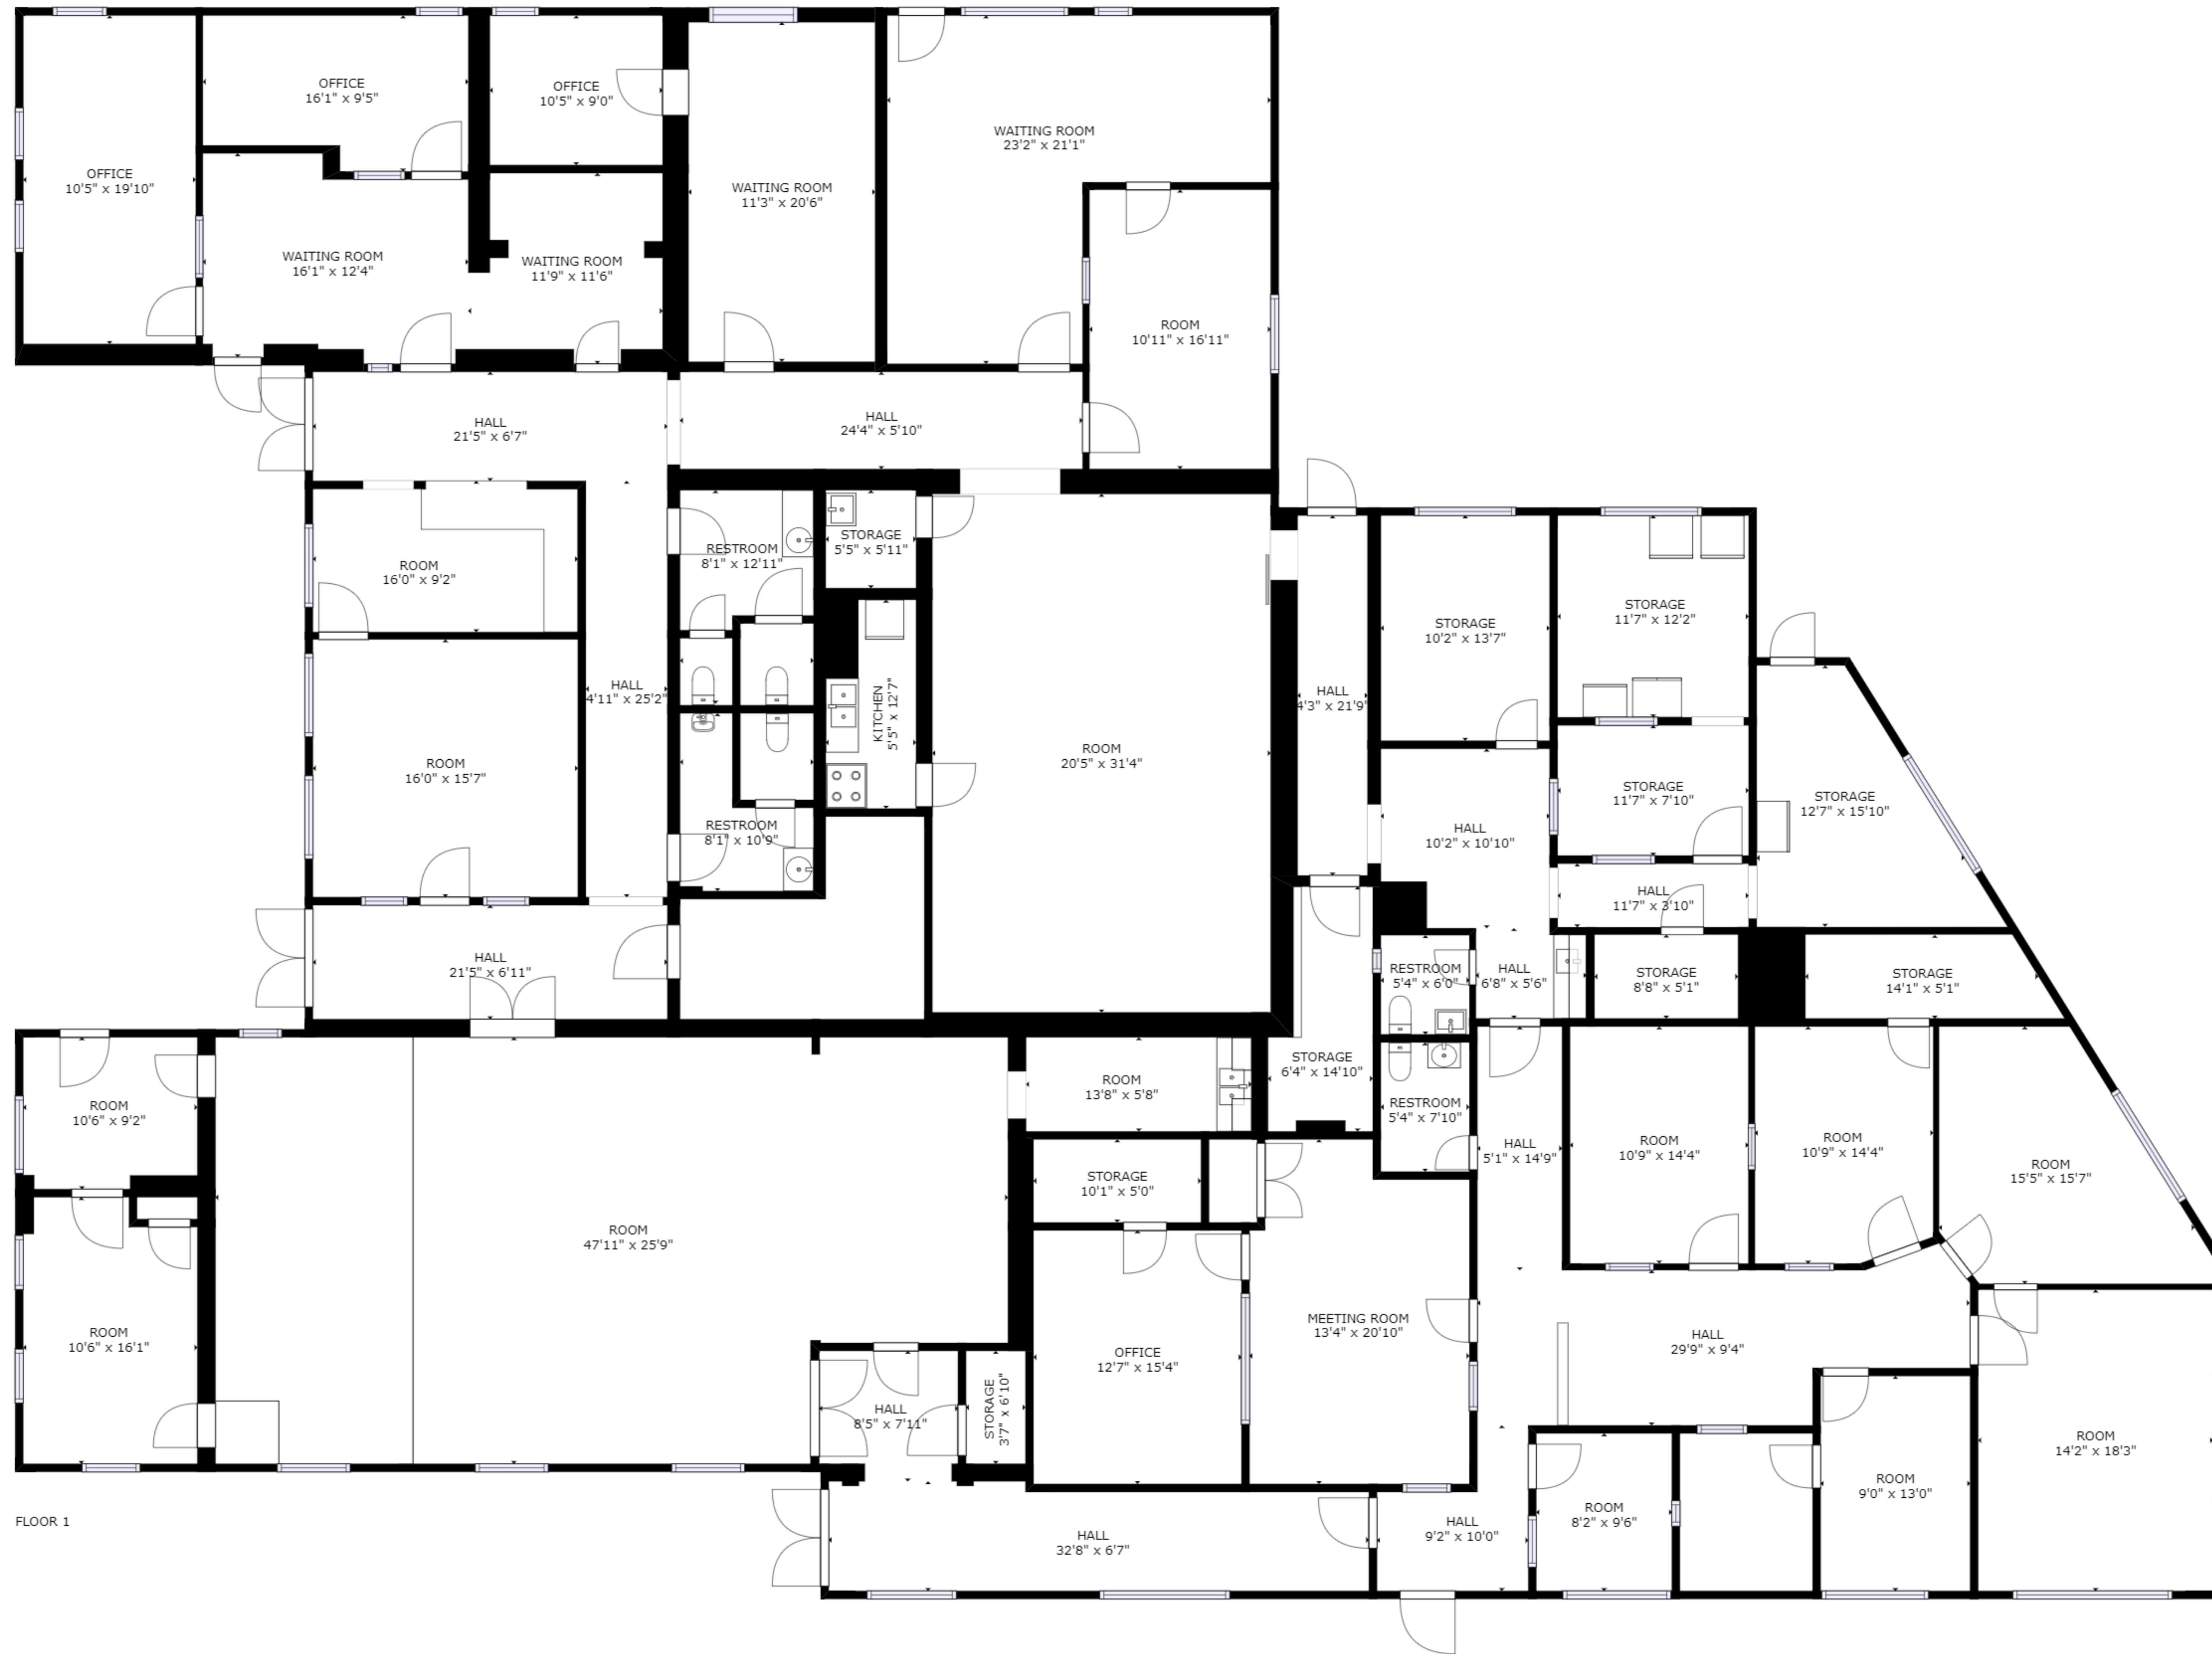 OFFICE
16'1" x 9'5"
OFFICE
10'5" x 9'0"
WAITING ROOM
23'2" x 21'1"
OFFICE
10'5" x 19'10"
WAITING ROOM
11'3" x 20'6"
WAITING ROOM
16'1" x 12'4"
WAITING ROOM
11'9" x 11'6"
ROOM
10'11" x 16'11"
HALL
21'5" x 6'7"
HALL
24'4" x 5'10"
RESTROOM
8'1" x 12'11"
STORAGE
5'5" x 5'11"
ROOM
16'0" x 9'2"
STORAGE
10'2" x 13'7"
STORAGE
11'7" x 12'2"
HALL
4'11" x 25'2"
KITCHEN
5'5" x 12'7"
HALL
4'3" x 21'9"
ROOM
16'0" x 15'7"
ROOM
20'5" x 31'4"
STORAGE
11'7" x 7'10"
STORAGE
12'7" x 15'10"
RESTROOM
8'1" x 10'9"
HALL
10'2" x 10'10"
HALL
11'7" x 3'10"
HALL
21'5" x 6'11"
RESTROOM
5'4" x 6'0"
HALL
6'8" x 5'6"
STORAGE
8'8" x 5'1"
STORAGE
14'1" x 5'1"
ROOM
10'6" x 9'2"
ROOM
13'8" x 5'8"
STORAGE
6'4" x 14'10"
RESTROOM
5'4" x 7'10"
HALL
5'1" x 14'9"
ROOM
10'9" x 14'4"
ROOM
10'9" x 14'4"
ROOM
15'5" x 15'7"
STORAGE
10'1" x 5'0"
ROOM
47'11" x 25'9"
ROOM
10'6" x 16'1"
OFFICE
12'7" x 15'4"
MEETING ROOM
13'4" x 20'10"
HALL
29'9" x 9'4"
HALL
8'5" x 7'11"
STORAGE
3'7" x 6'10"
ROOM
14'2" x 18'3"
ROOM
9'0" x 13'0"
ROOM
8'2" x 9'6"
HALL
32'8" x 6'7"
HALL
9'2" x 10'0"
FLOOR 1